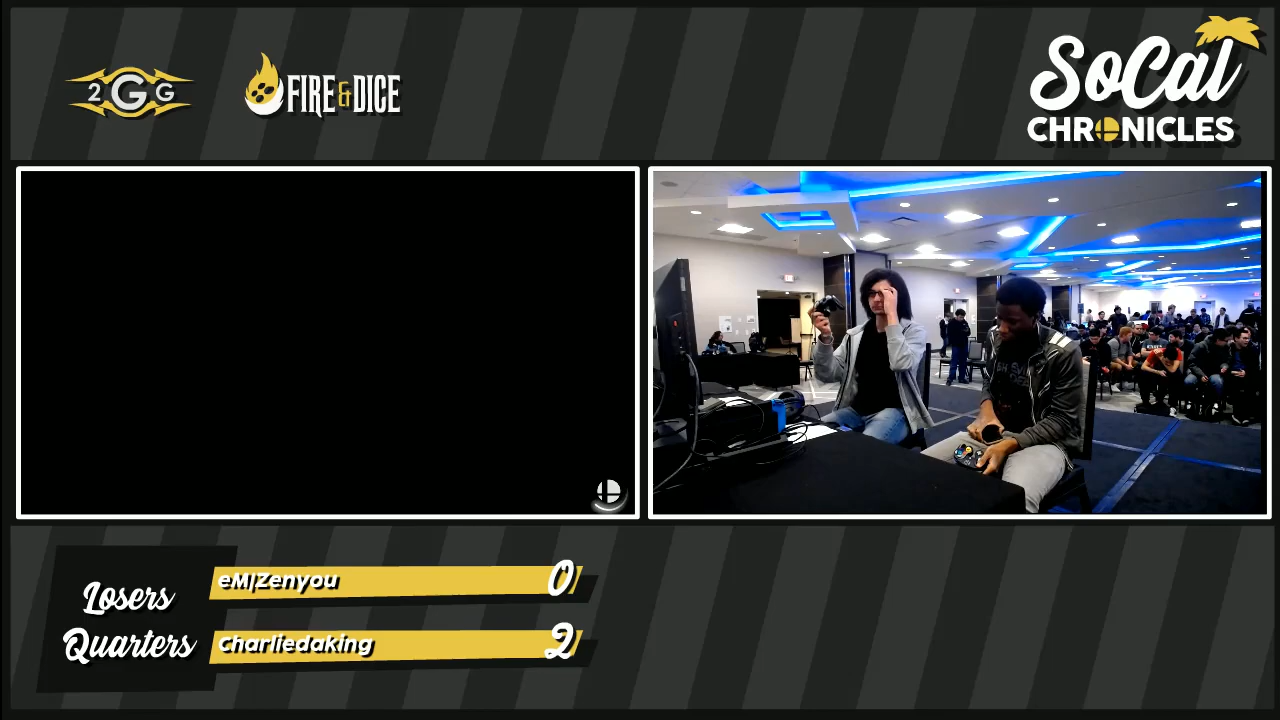 2GG
FIRE&DICE
SoCal
CHRONICLES
Losers
Quarters
eM|Zenyou 0
Charliedaking 2